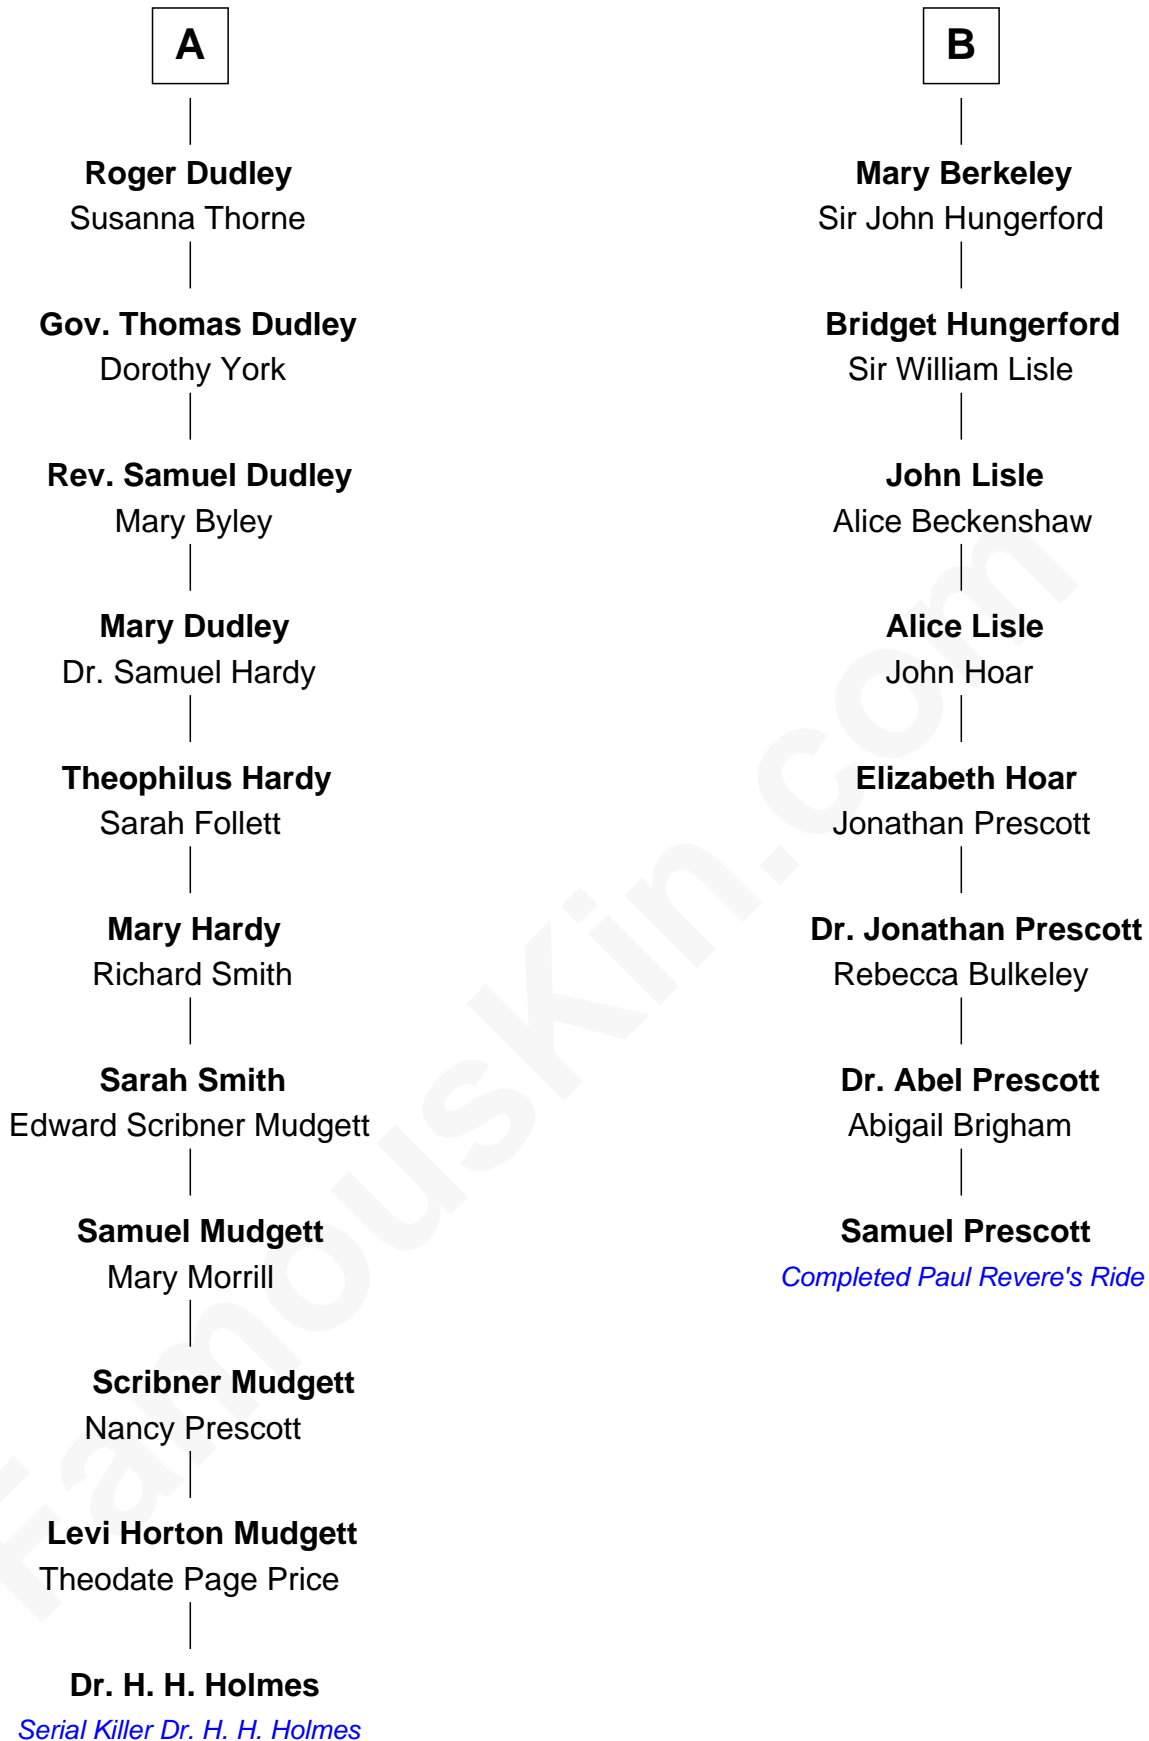 A
Roger Dudley
Susanna Thorne
Gov. Thomas Dudley
Dorothy York
Rev. Samuel Dudley
Mary Byley
Mary Dudley
Dr. Samuel Hardy
Theophilus Hardy
Sarah Follett
Mary Hardy
Richard Smith
Sarah Smith
Edward Scribner Mudgett
Samuel Mudgett
Mary Morrill
Scribner Mudgett
Nancy Prescott
Levi Horton Mudgett
Theodate Page Price
Dr. H. H. Holmes
Serial Killer Dr. H. H. Holmes
B
Mary Berkeley
Sir John Hungerford
Bridget Hungerford
Sir William Lisle
John Lisle
Alice Beckenshaw
Alice Lisle
John Hoar
Elizabeth Hoar
Jonathan Prescott
Dr. Jonathan Prescott
Rebecca Bulkeley
Dr. Abel Prescott
Abigail Brigham
Samuel Prescott
Completed Paul Revere's Ride
FamousKin.com